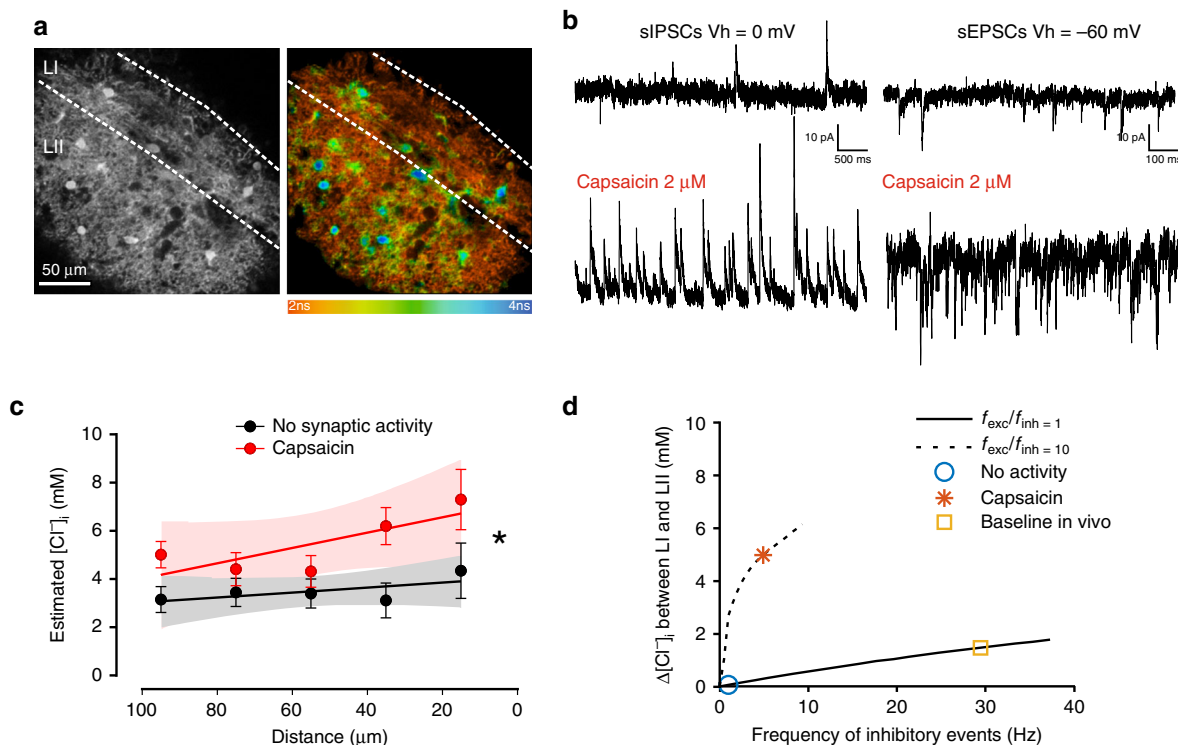 a
LI
LII
50 μm
2ns
4ns
b
sIPSCs Vh = 0 mV
sEPSCs Vh = –60 mV
10 pA
500 ms
10 pA
100 ms
Capsaicin 2 μM
Capsaicin 2 μM
c
No synaptic activity
Capsaicin
Estimated [Cl⁻]i (mM)
10
8
6
4
2
0
*
100
80
60
40
20
0
Distance (μm)
d
fexc/finh = 1
fexc/finh = 10
No activity
Capsaicin
Baseline in vivo
Δ[Cl⁻]i between LI and LII (mM)
10
8
6
4
2
0
0
20
30
40
10
Frequency of inhibitory events (Hz)